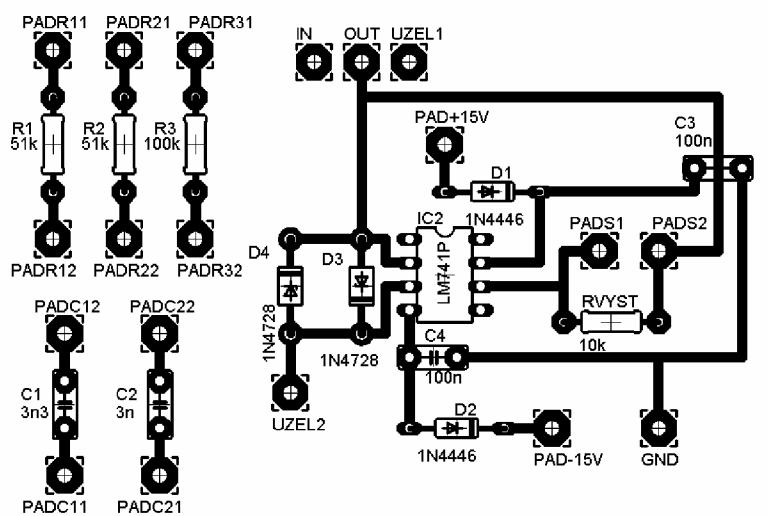 PADR11 PADR21 PADR31
IN OUT UZEL1
PAD+15V
C3
100n
R1 R2 R3
51k 51k 100k
D1
1N4446
IC2
LM741P
PADS1 PADS2
D4 D3
PADR12 PADR22 PADR32
PADC12 PADC22
RVYST
10k
1N4728
1N4728
C4
100n
C1 C2
3n3 3n
UZEL2
D2
1N4446
PAD-15V GND
PADC11 PADC21